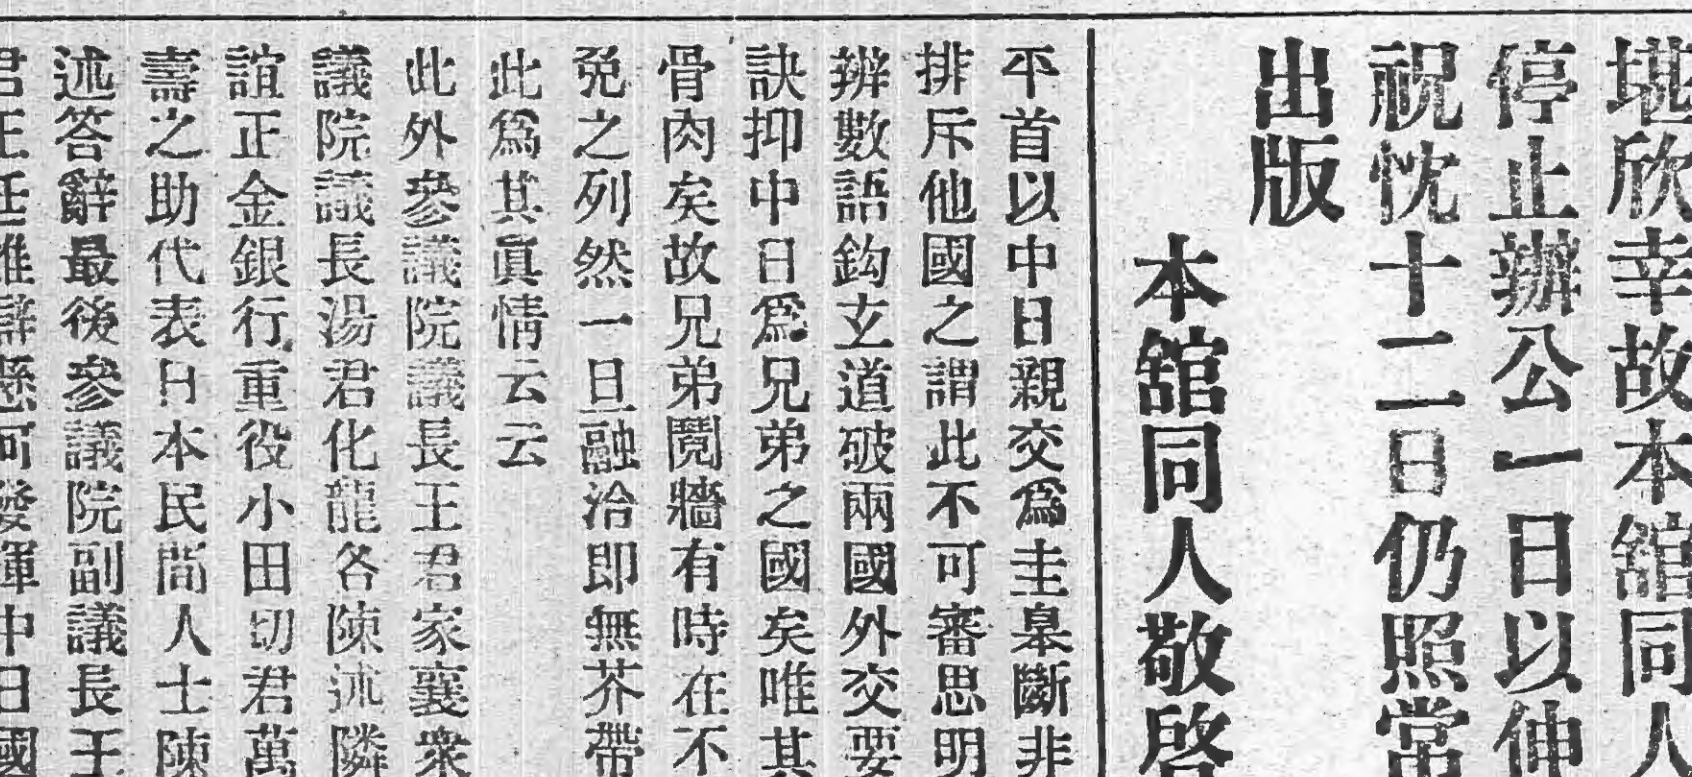 堪欣幸故本舘同人
停止辦公一日以伸
祝忱十二日仍照常
出版
本舘同人敬啓
平首以中日親交爲圭臬斷非
排斥他國之謂此不可審思明
辨數語鈎玄道破兩國外交要
訣抑中日爲兄弟之國矣唯其
骨肉矣故兄弟鬩牆有時在不
免之列然一旦融洽即無芥帶
此爲其眞情云云
此外參議院議長王君家襄衆
議院議長湯君化龍各陳述隣
誼正金銀行重役小田切君萬
壽之助代表日本民間人士陳
述答辭最後參議院副議長王
君正廷雄辯懸河發揮中日國